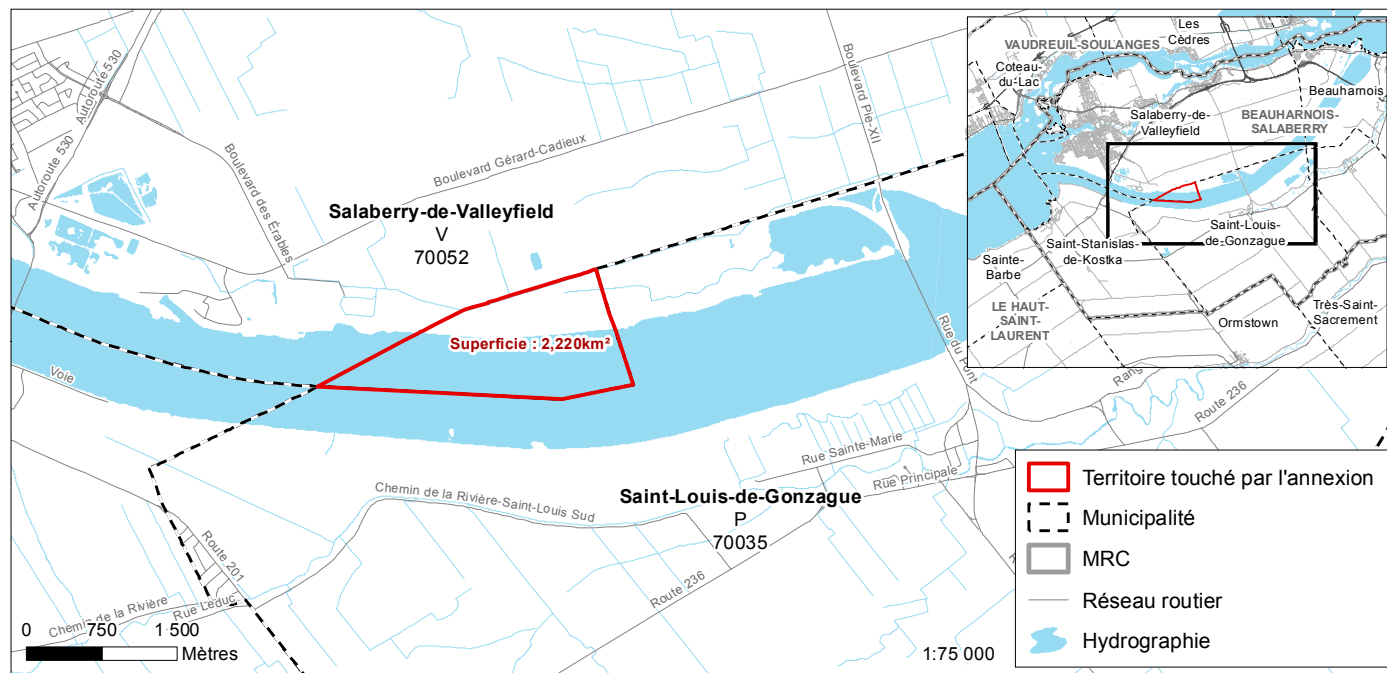 Autoroute 530
Autoroute 530
Boulevard des Érables
Boulevard Gérard-Cadieux
Boulevard Pie-XII
Salaberry-de-Valleyfield
V
70052
Superficie : 2,220km²
Voie
Rue du Pont
Rang
Route 236
Rue Sainte-Marie
Rue Principale
Saint-Louis-de-Gonzague
P
70035
Chemin de la Rivière-Saint-Louis Sud
Route 201
Route 236
Chemin de la Rivière
Rue Leduc
0 750 1 500
Mètres
1:75 000
Les
Cèdres
VAUDREUIL-SOULANGES
Coteau-
du-Lac
Beauharnois
Salaberry-de-
Valleyfield
BEAUHARNOIS-
SALABERRY
Saint-Louis-
de-Gonzague
Saint-Stanislas-
de-Kostka
Sainte-
Barbe
LE HAUT-
SAINT-
LAURENT
Très-Saint-
Sacrement
Ormstown
Territoire touché par l'annexion
Municipalité
MRC
Réseau routier
Hydrographie